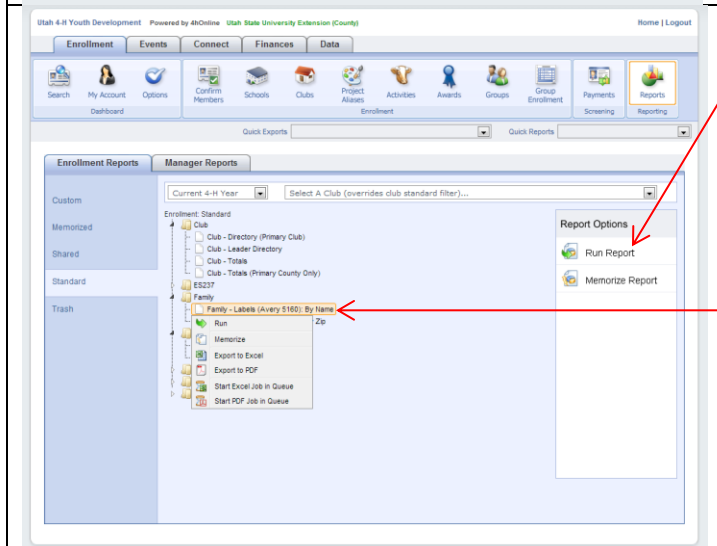 Utah 4-H Youth Development Powered by 4hOnline Utah State University Extension (County) Home | Logout
Enrollment Events Connect Finances Data
Search My Account Options Confirm Members Schools Clubs Project Aliases Activities Awards Groups Group Enrollment Payments Reports
Dashboard Enrollment Screening Reporting
Quick Exports Quick Reports
Enrollment Reports Manager Reports
Custom
Memorized
Shared
Standard
Trash
Current 4-H Year Select A Club (overrides club standard filter)...
Enrollment: Standard
Club
Club - Directory (Primary Club)
Club - Leader Directory
Club - Totals
Club - Totals (Primary County Only)
ES237
Family
Family - Labels (Avery 5160): By Name
Zip
Run
Memorize
Export to Excel
Export to PDF
Start Excel Job in Queue
Start PDF Job in Queue
Report Options
Run Report
Memorize Report